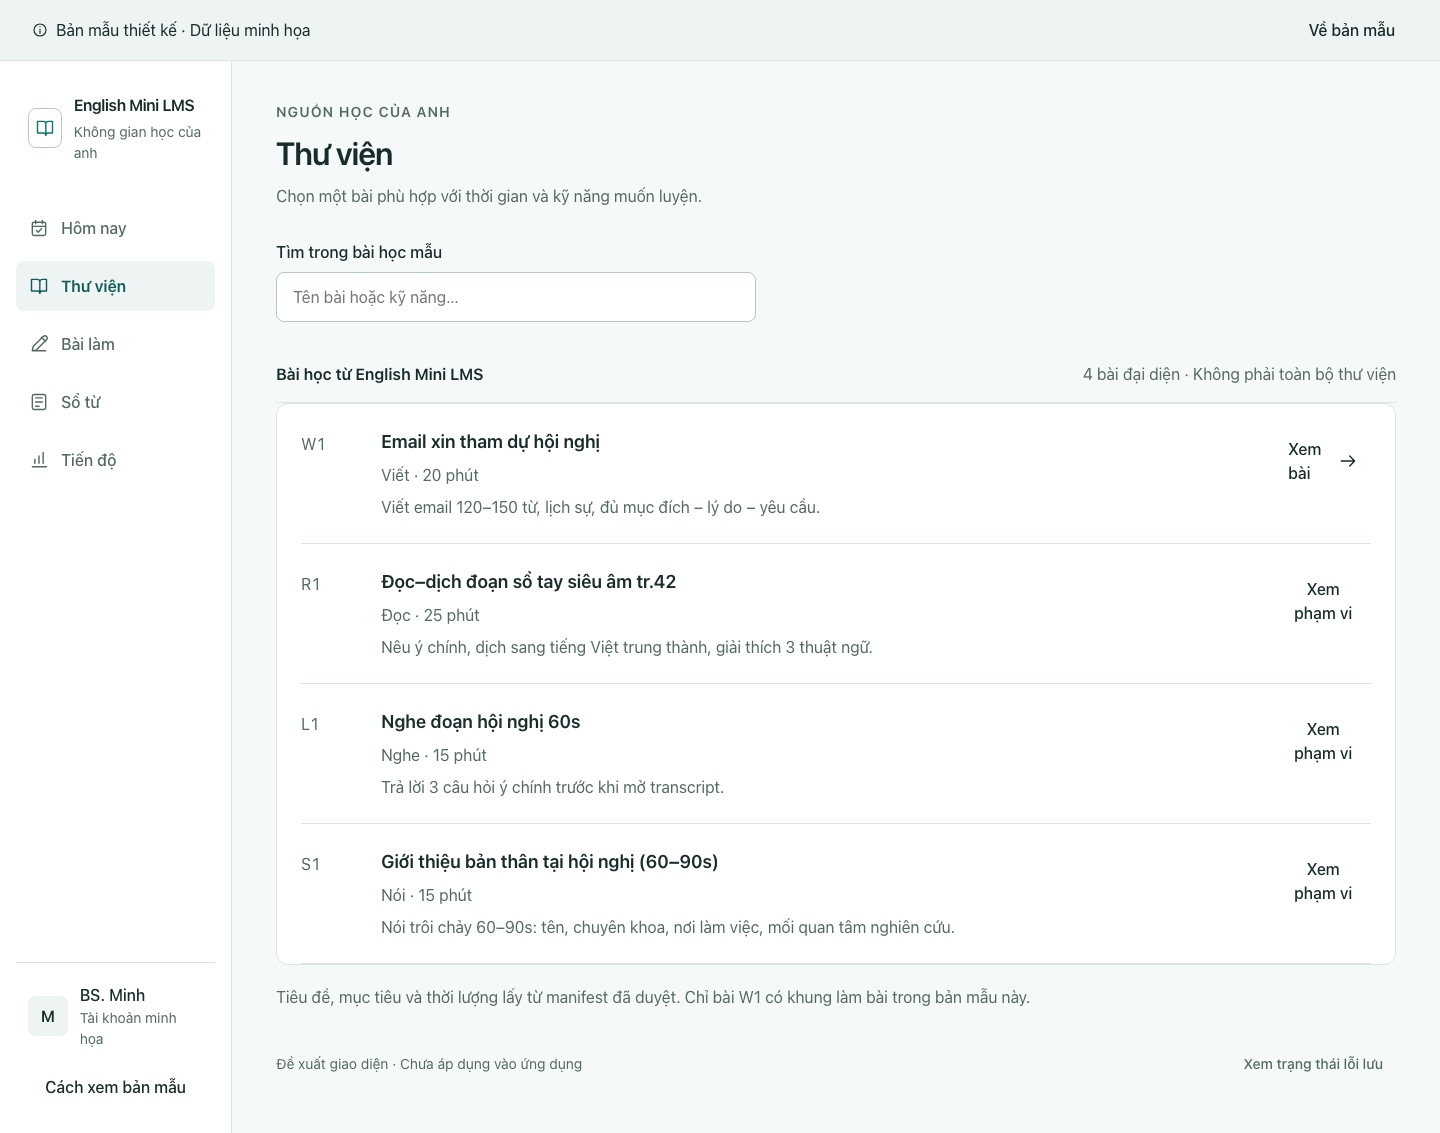 Bản mẫu thiết kế · Dữ liệu minh họa
Về bản mẫu
English Mini LMS
Không gian học của
anh
Hôm nay
Thư viện
Bài làm
Sổ từ
Tiến độ
BS. Minh
M
Tài khoản minh
họa
Cách xem bản mẫu
NGUỒN HỌC CỦA ANH
Thư viện
Chọn một bài phù hợp với thời gian và kỹ năng muốn luyện.
Tìm trong bài học mẫu
Tên bài hoặc kỹ năng...
Bài học từ English Mini LMS
4 bài đại diện · Không phải toàn bộ thư viện
W1
Email xin tham dự hội nghị
Viết · 20 phút
Viết email 120–150 từ, lịch sự, đủ mục đích – lý do – yêu cầu.
Xem
bài
R1
Đọc–dịch đoạn sổ tay siêu âm tr.42
Đọc · 25 phút
Nêu ý chính, dịch sang tiếng Việt trung thành, giải thích 3 thuật ngữ.
Xem
phạm vi
L1
Nghe đoạn hội nghị 60s
Nghe · 15 phút
Trả lời 3 câu hỏi ý chính trước khi mở transcript.
Xem
phạm vi
S1
Giới thiệu bản thân tại hội nghị (60–90s)
Nói · 15 phút
Nói trôi chảy 60–90s: tên, chuyên khoa, nơi làm việc, mối quan tâm nghiên cứu.
Xem
phạm vi
Tiêu đề, mục tiêu và thời lượng lấy từ manifest đã duyệt. Chỉ bài W1 có khung làm bài trong bản mẫu này.
Đề xuất giao diện · Chưa áp dụng vào ứng dụng
Xem trạng thái lỗi lưu